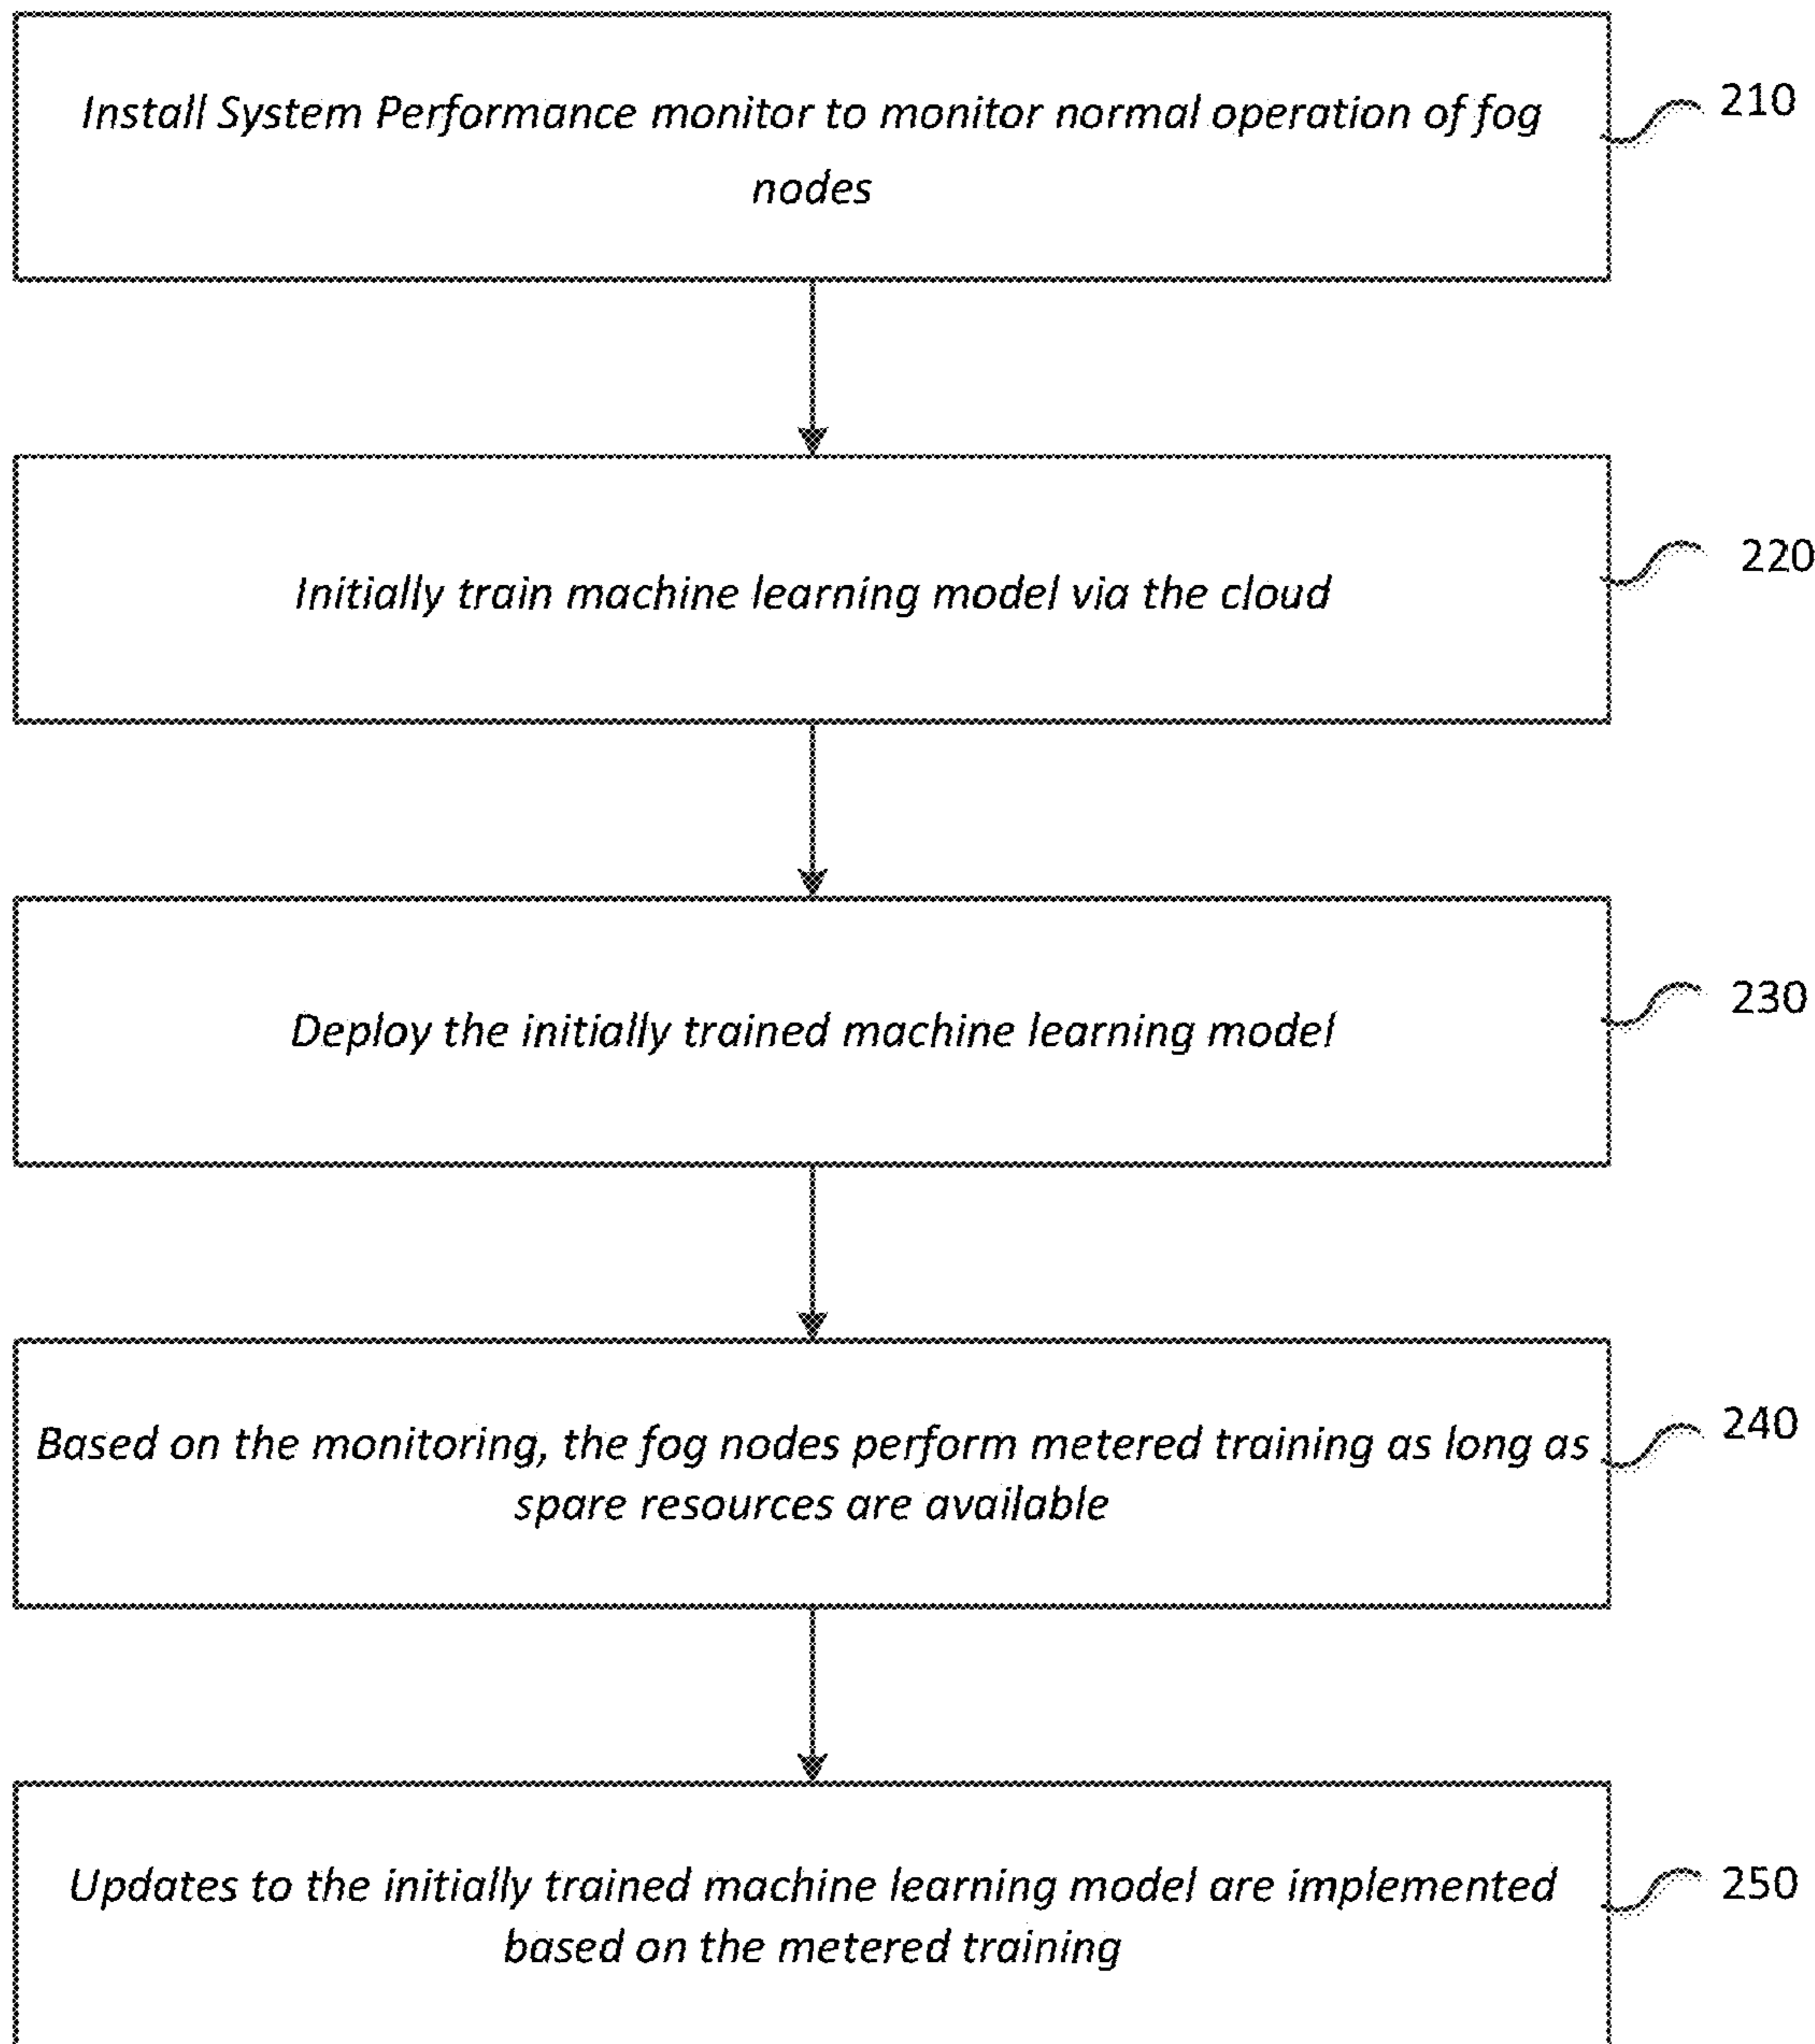 Install System Performance monitor to monitor normal operation of fog
nodes
210
Initially train machine learning model via the cloud
220
Deploy the initially trained machine learning model
230
Based on the monitoring, the fog nodes perform metered training as long as
spare resources are available
240
Updates to the initially trained machine learning model are implemented
based on the metered training
250